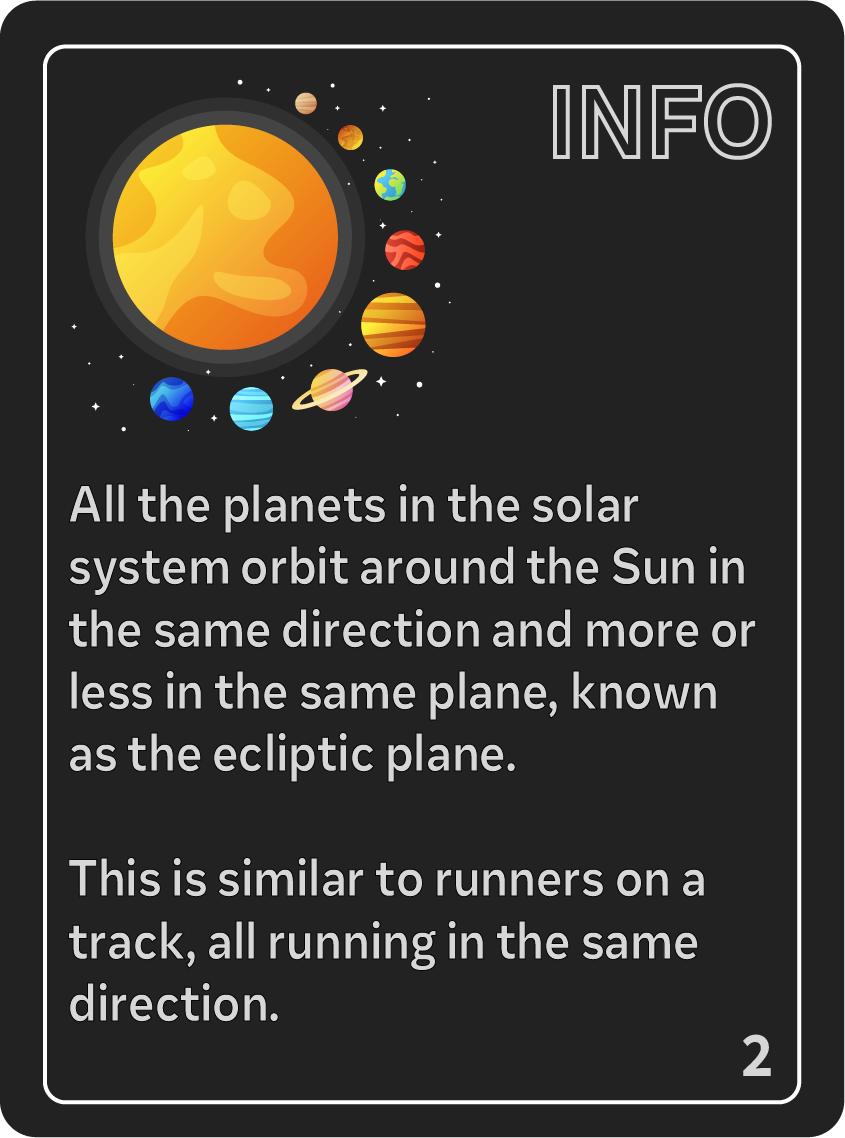 INFO
All the planets in the solar
system orbit around the Sun in
the same direction and more or
less in the same plane, known
as the ecliptic plane.
This is similar to runners on a
track, all running in the same
direction.
2